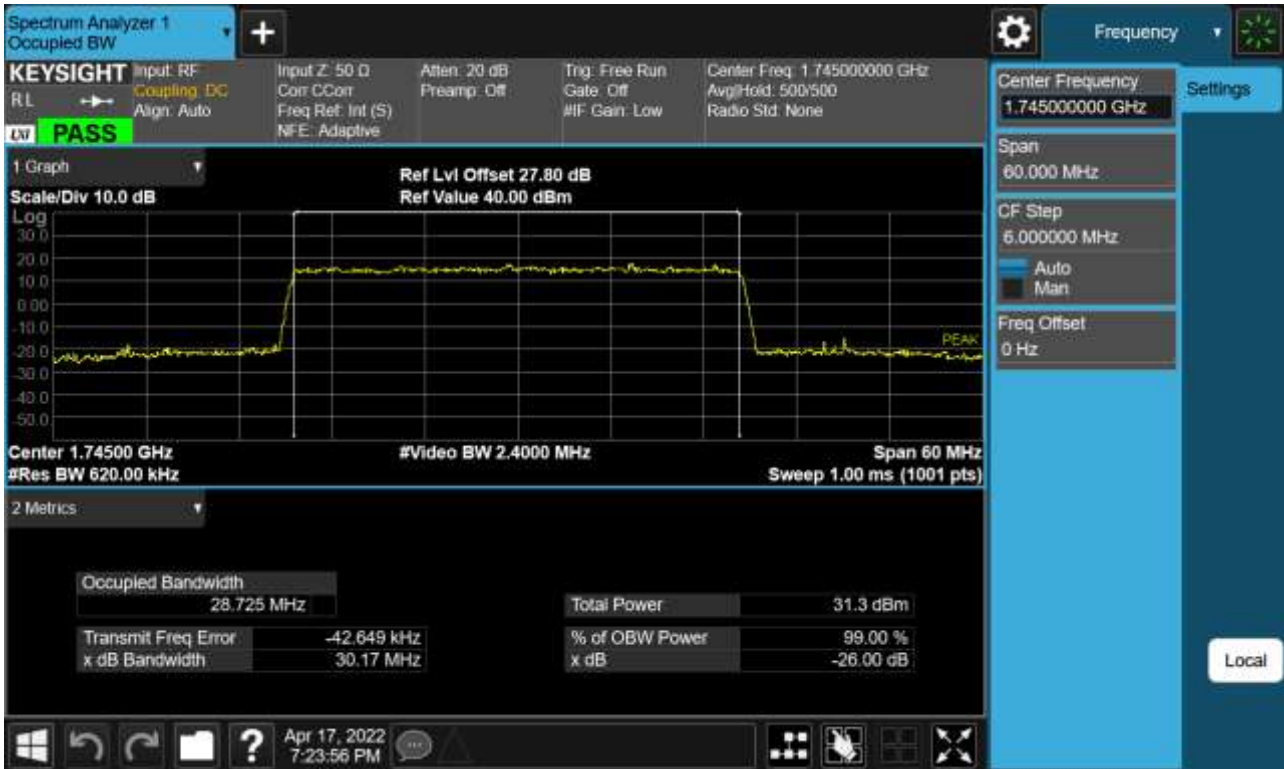 Spectrum Analyzer 1
Occupied BW
+
Frequency
KEYSIGHT
RL
LXI
PASS
Input: RF
Coupling: DC
Align: Auto
Input Z: 50 Ω
Corr CCorr
Freq Ref: Int (S)
NFE: Adaptive
Atten: 20 dB
Preamp: Off
Trig: Free Run
Gate: Off
#IF Gain: Low
Center Freq: 1.745000000 GHz
Avg|Hold: 500/500
Radio Std: None
Center Frequency
1.745000000 GHz
Settings
Span
60.000 MHz
CF Step
6.000000 MHz
Auto
Man
Freq Offset
0 Hz
1 Graph
Scale/Div 10.0 dB
Ref Lvl Offset 27.80 dB
Ref Value 40.00 dBm
Log
30.0
20.0
10.0
0.00
-10.0
-20.0
-30.0
-40.0
-50.0
PEAK
Center 1.74500 GHz
#Res BW 620.00 kHz
#Video BW 2.4000 MHz
Span 60 MHz
Sweep 1.00 ms (1001 pts)
2 Metrics
Occupied Bandwidth
28.725 MHz
Transmit Freq Error -42.649 kHz
x dB Bandwidth 30.17 MHz
Total Power 31.3 dBm
% of OBW Power 99.00 %
x dB -26.00 dB
Local
?
Apr 17, 2022
7:23:56 PM